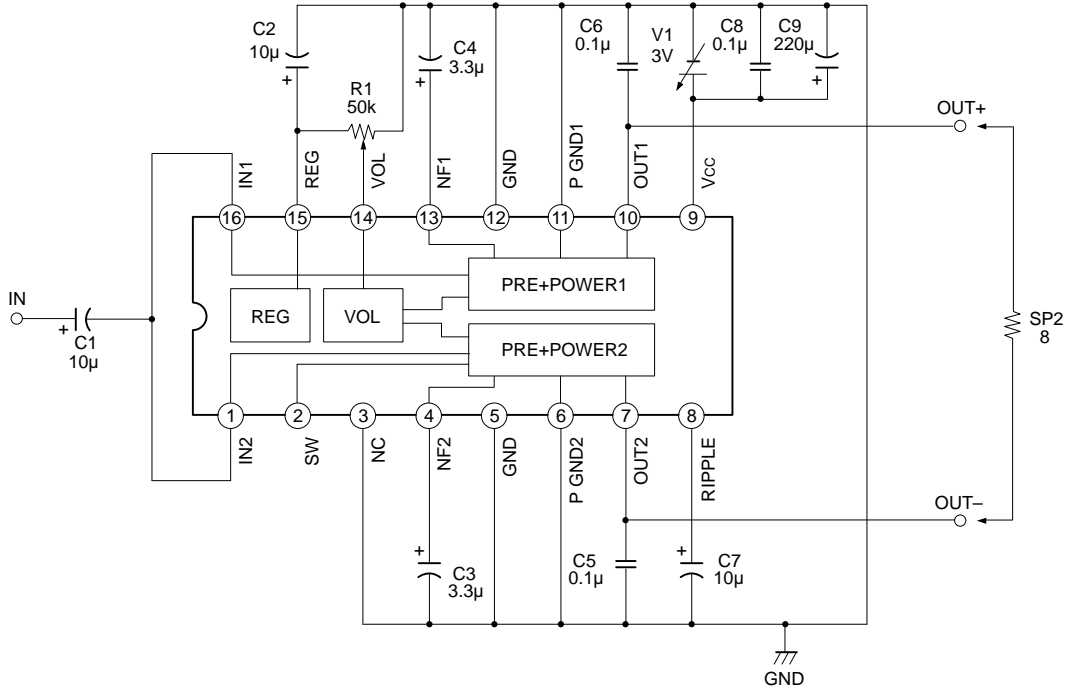 C2
10µ
C4
3.3µ
C6
0.1µ
V1
3V
C8
0.1µ
C9
220µ
R1
50k
+
+
+
OUT+
IN1
REG
VOL
NF1
GND
P GND1
OUT1
VCC
16
15
14
13
12
11
10
9
PRE+POWER1
REG
VOL
PRE+POWER2
IN
+
C1
10µ
SP2
8
1
2
3
4
5
6
7
8
IN2
SW
NC
NF2
GND
P GND2
OUT2
RIPPLE
OUT–
+
C3
3.3µ
C5
0.1µ
+
C7
10µ
GND